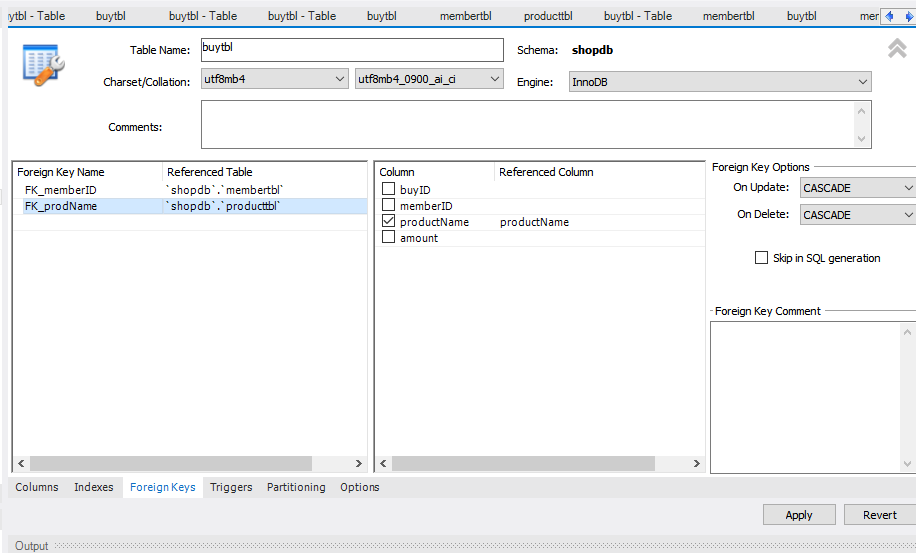 uytbl - Table buytbl buytbl - Table buytbl - Table buytbl membertbl producttbl buytbl - Table membertbl buytbl mer
Table Name: buytbl Schema: shopdb
Charset/Collation: utf8mb4 utf8mb4_0900_ai_ci Engine: InnoDB
Comments:
Foreign Key Name Referenced Table Column Referenced Column Foreign Key Options
FK_memberID `shopdb`.`membertbl` buyID On Update: CASCADE
FK_prodName `shopdb`.`producttbl` memberID
productName productName On Delete: CASCADE
amount
Skip in SQL generation
Foreign Key Comment
Columns Indexes Foreign Keys Triggers Partitioning Options
Apply Revert
Output